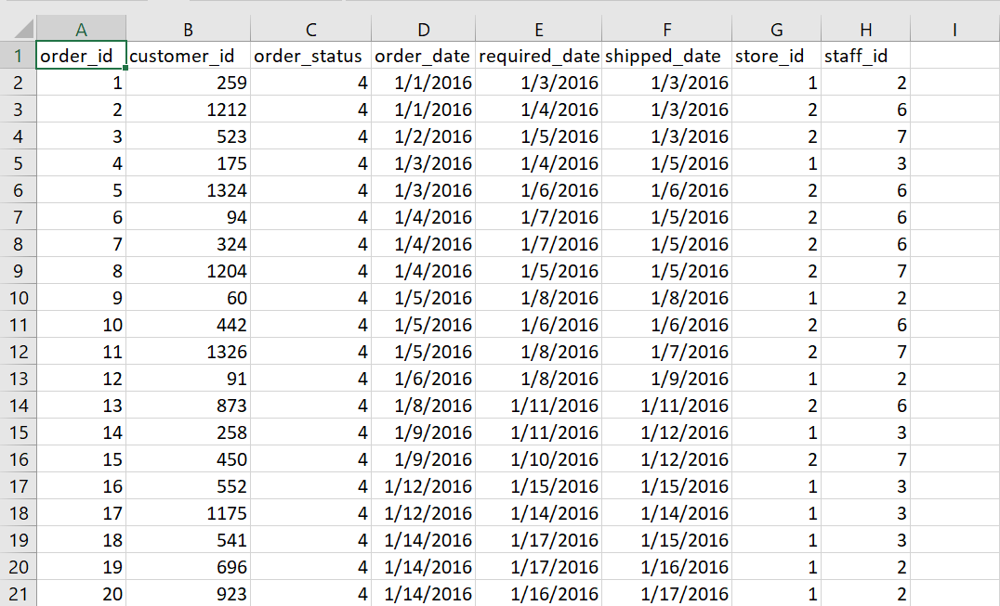 A B C D E F G H I
1 order_id customer_id order_status order_date required_date shipped_date store_id staff_id
2 1 259 4 1/1/2016 1/3/2016 1/3/2016 1 2
3 2 1212 4 1/1/2016 1/4/2016 1/3/2016 2 6
4 3 523 4 1/2/2016 1/5/2016 1/3/2016 2 7
5 4 175 4 1/3/2016 1/4/2016 1/5/2016 1 3
6 5 1324 4 1/3/2016 1/6/2016 1/6/2016 2 6
7 6 94 4 1/4/2016 1/7/2016 1/5/2016 2 6
8 7 324 4 1/4/2016 1/7/2016 1/5/2016 2 6
9 8 1204 4 1/4/2016 1/5/2016 1/5/2016 2 7
10 9 60 4 1/5/2016 1/8/2016 1/8/2016 1 2
11 10 442 4 1/5/2016 1/6/2016 1/6/2016 2 6
12 11 1326 4 1/5/2016 1/8/2016 1/7/2016 2 7
13 12 91 4 1/6/2016 1/8/2016 1/9/2016 1 2
14 13 873 4 1/8/2016 1/11/2016 1/11/2016 2 6
15 14 258 4 1/9/2016 1/11/2016 1/12/2016 1 3
16 15 450 4 1/9/2016 1/10/2016 1/12/2016 2 7
17 16 552 4 1/12/2016 1/15/2016 1/15/2016 1 3
18 17 1175 4 1/12/2016 1/14/2016 1/14/2016 1 3
19 18 541 4 1/14/2016 1/17/2016 1/15/2016 1 3
20 19 696 4 1/14/2016 1/17/2016 1/16/2016 1 2
21 20 923 4 1/14/2016 1/16/2016 1/17/2016 1 2